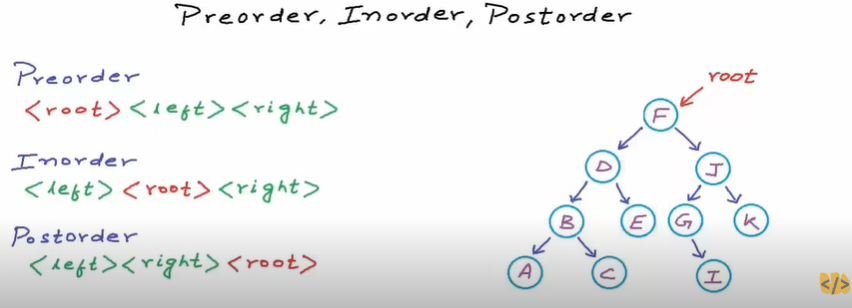 Preorder, Inorder, Postorder
Preorder
<root><left><right>
Inorder
<left><root><right>
Postorder
<left><right><root>
root
F
D
J
B
E
G
K
A
C
I
</>